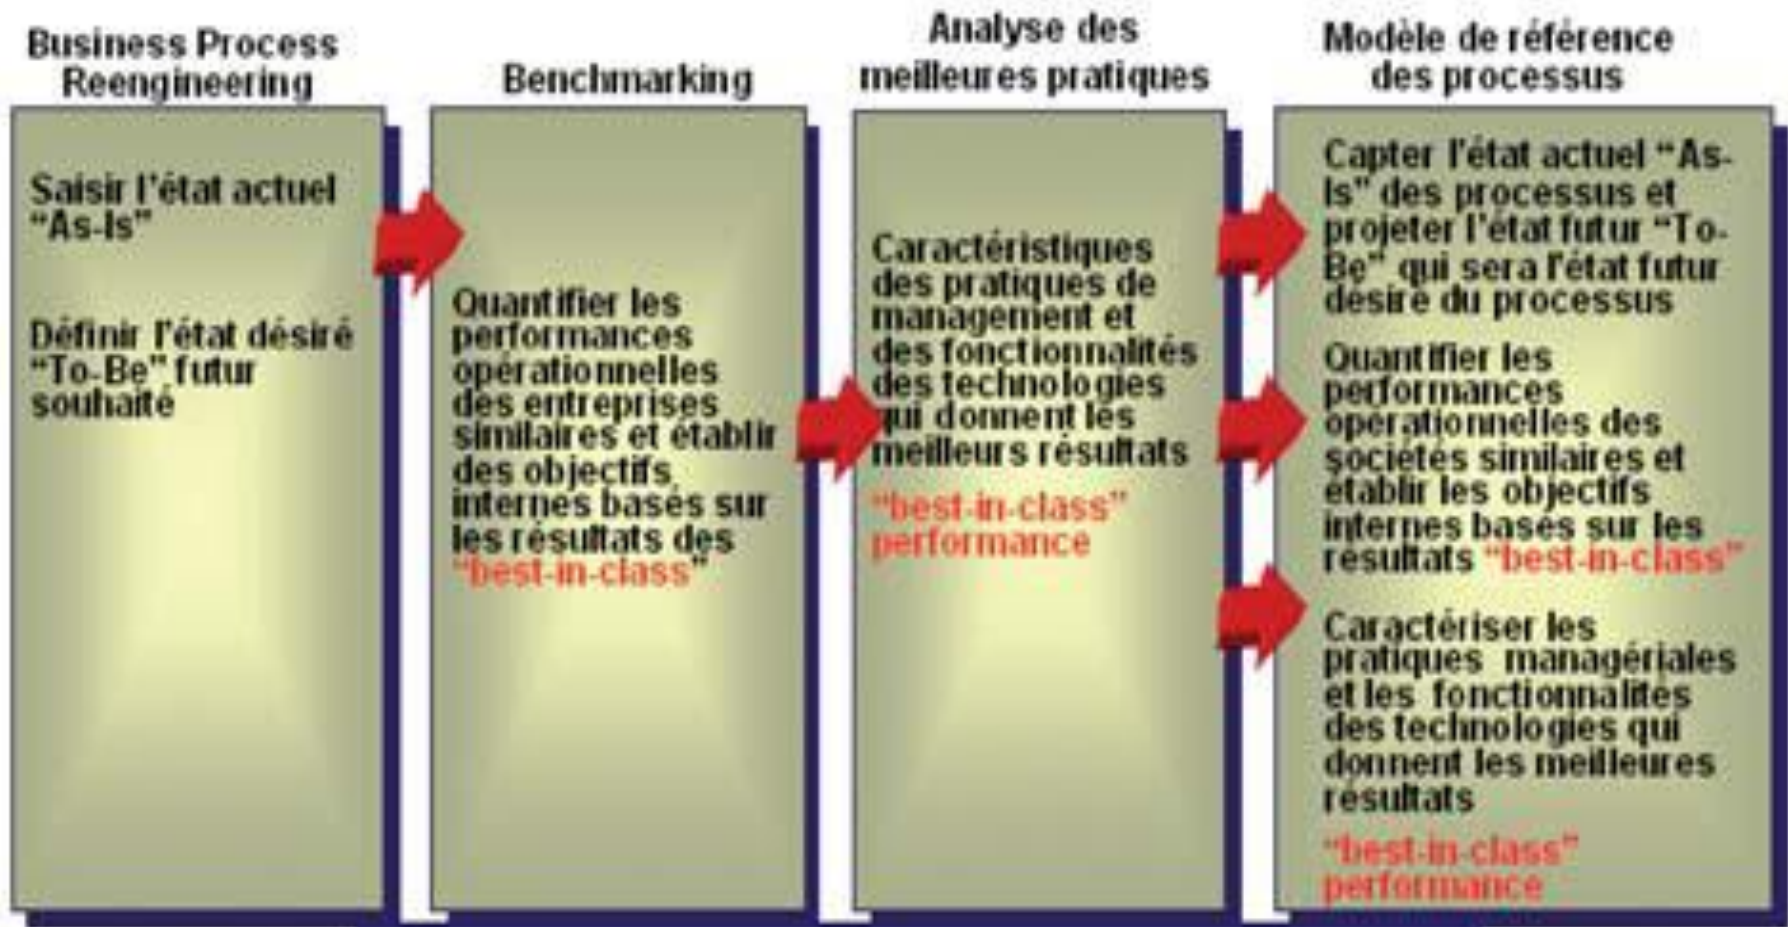 Business Process
Reengineering
Saisir l'état actuel
“As-Is”
Définir l'état désiré
“To-Be” futur
souhaité
Benchmarking
Quantifier les
performances
opérationnelles
des entreprises
similaires et établir
des objectifs
internes basés sur
les résultats des
“best-in-class”
Analyse des
meilleures pratiques
Caractéristiques
des pratiques de
management et
des fonctionnalités
des technologies
qui donnent les
meilleurs résultats
“best-in-class”
performance
Modèle de référence
des processus
Capter l'état actuel “As-
Is” des processus et
projeter l'état futur “To-
Be” qui sera l'état futur
désiré du processus
Quantifier les
performances
opérationnelles des
sociétés similaires et
établir les objectifs
internes basés sur les
résultats “best-in-class”
Caractériser les
pratiques managériales
et les fonctionnalités
des technologies qui
donnent les meilleures
résultats
“best-in-class”
performance